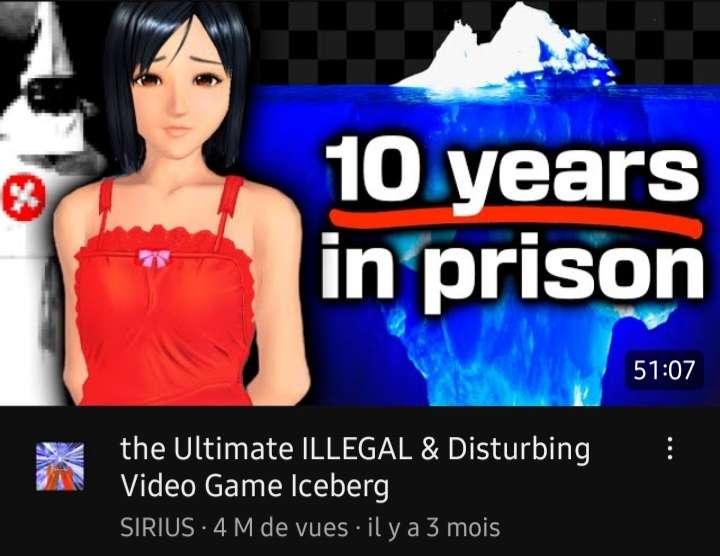 10 years
in prison
51:07
the Ultimate ILLEGAL & Disturbing
Video Game Iceberg
SIRIUS · 4 M de vues · il y a 3 mois